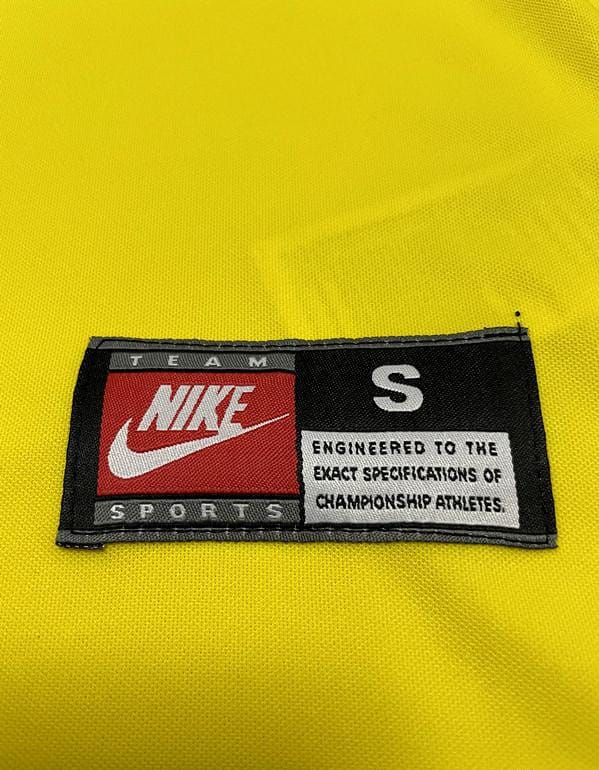 TEAM
NIKE
SPORTS
S
ENGINEERED TO THE
EXACT SPECIFICATIONS OF
CHAMPIONSHIP ATHLETES.